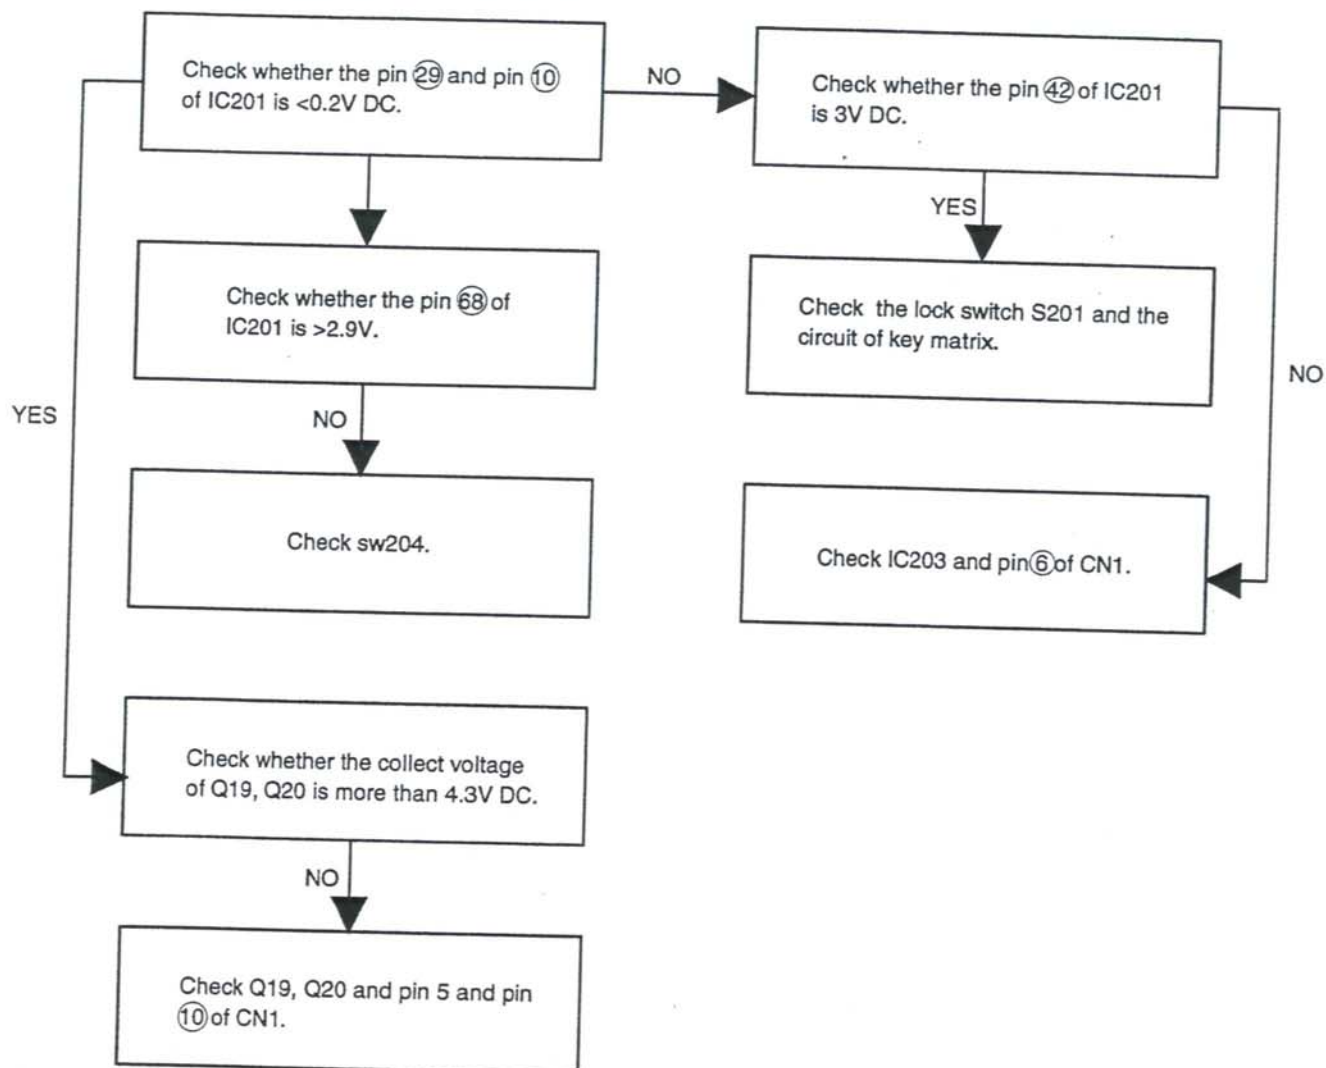 Check whether the pin ㉙ and pin ⑩
of IC201 is <0.2V DC.
NO
Check whether the pin ㊷ of IC201
is 3V DC.
YES
Check whether the pin 68 of
IC201 is >2.9V.
Check the lock switch S201 and the
circuit of key matrix.
NO
YES
NO
Check sw204.
Check IC203 and pin⑥of CN1.
Check whether the collect voltage
of Q19, Q20 is more than 4.3V DC.
NO
Check Q19, Q20 and pin 5 and pin
⑩ of CN1.